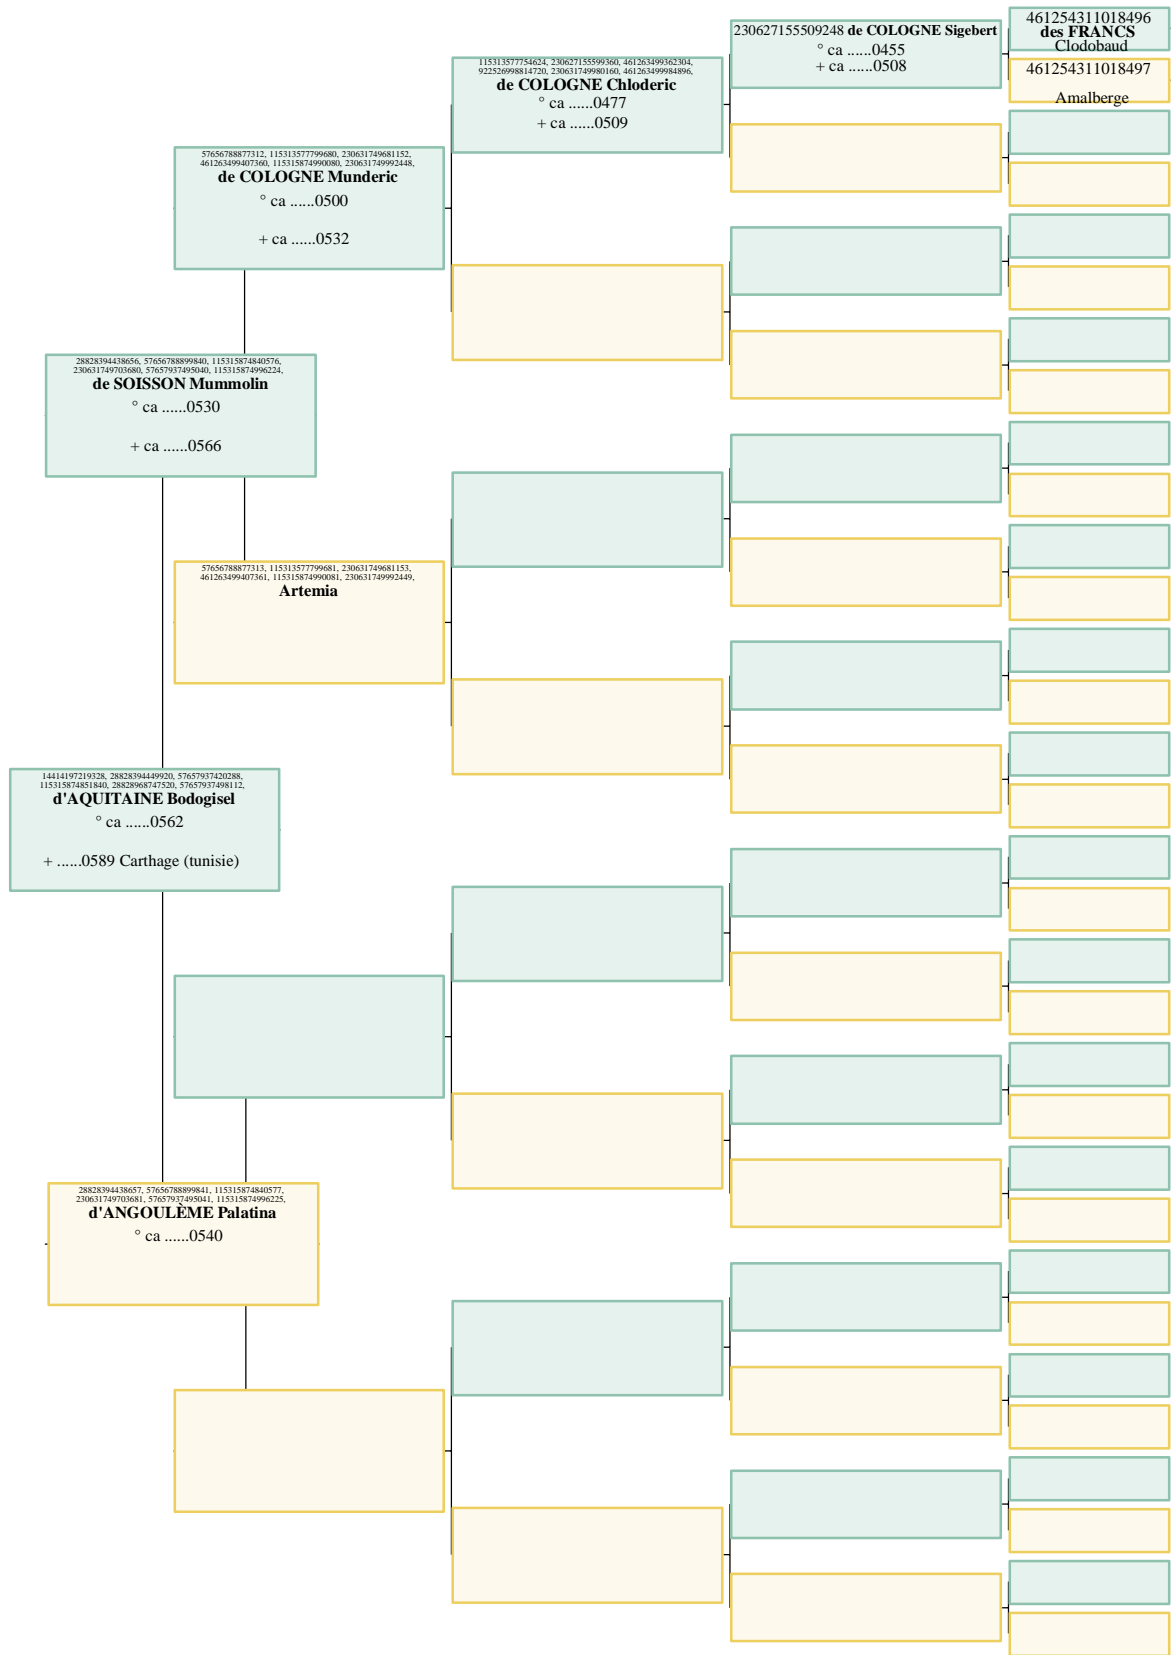 461254311018496
des FRANCS
Clodobaud
230627155509248 de COLOGNE Sigebert
° ca ......0455
+ ca ......0508
461254311018497
Amalberge
115313577754624, 230627155599360, 461263499362304,
922526998814720, 230631749980160, 461263499984896,
de COLOGNE Chloderic
° ca ......0477
+ ca ......0509
57656788877312, 115313577799680, 230631749681152,
461263499407360, 115315874990080, 230631749992448,
de COLOGNE Munderic
° ca ......0500
+ ca ......0532
28828394438656, 57656788899840, 115315874840576,
230631749703680, 57657937495040, 115315874996224,
de SOISSON Mummolin
° ca ......0530
+ ca ......0566
57656788877313, 115313577799681, 230631749681153,
461263499407361, 115315874990081, 230631749992449,
Artemia
14414197219328, 28828394449920, 57657937420288,
115315874851840, 28828968747520, 57657937498112,
d'AQUITAINE Bodogisel
° ca ......0562
+ ......0589 Carthage (tunisie)
28828394438657, 57656788899841, 115315874840577,
230631749703681, 57657937495041, 115315874996225,
d'ANGOULÈME Palatina
° ca ......0540